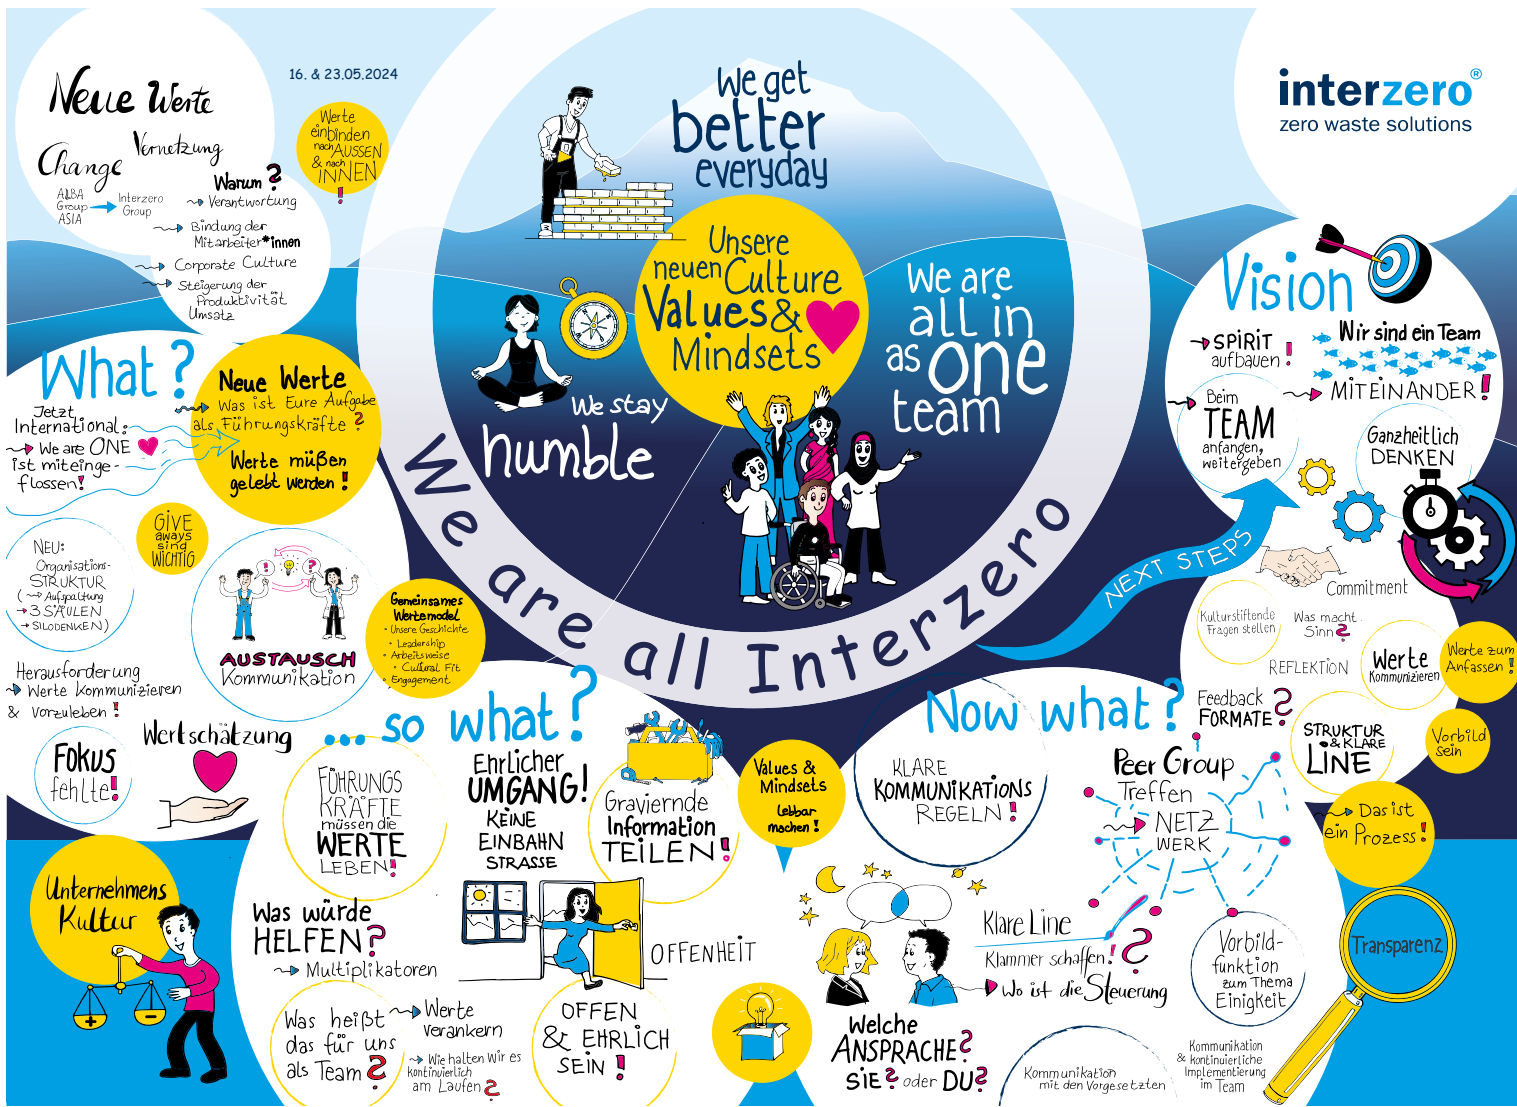 Neue Werte
Change
Vernetzung
ALBA
Group
ASIA
Interzero
Group
Warum?
Verantwortung
Bindung der
Mitarbeiter*innen
Corporate Culture
Steigerung der
Produktivität
Umsatz
16. & 23.05.2024
Werte
einbinden
nach AUSSEN
& nach
INNEN
!
We get
better
everyday
Unsere
neuen Culture
Values &
Mindsets
We are
all in
as one
team
We stay
humble
We are all Interzero
interzero®
zero waste solutions
Vision
SPIRIT
aufbauen!
Wir sind ein Team
MITEINANDER!
Beim
TEAM
anfangen,
weitergeben
Ganzheitlich
DENKEN
NEXT STEPS
Commitment
Kulturstiftende
Fragen stellen
Was macht
Sinn?
REFLEKTION
Werte
Kommunizieren
Werte zum
Anfassen!
Feedback
FORMATE?
STRUKTUR
& KLARE
LINE
Vorbild
sein
Das ist
ein Prozess!
What?
Jetzt
International:
We are ONE
ist miteinge-
flossen!
Neue Werte
Was ist Eure Aufgabe
als Führungskräfte?
Werte müßen
gelebt werden!
GIVE
aways
sind
WICHTIG
NEU:
Organisations-
STRUKTUR
(→ Aufspaltung
→ 3 SÄULEN
→ SILODENKEN)
AUSTAUSCH
Kommunikation
Gemeinsames
Wertemodel
• Unsere Geschichte
• Leadership
• Arbeitsweise
• Cultural Fit
• Engagement
Herausforderung
Werte kommunizieren
& vorzuleben!
FOKUS
fehlte!
Wertschätzung
Unternehmens
Kultur
... so what?
FÜHRUNGS
KRÄFTE
müssen die
WERTE
LEBEN!
Ehrlicher
UMGANG!
KEINE
EINBAHN
STRASSE
Graviernde
Information
TEILEN!
Was würde
HELFEN?
Multiplikatoren
OFFENHEIT
Was heißt
das für uns
als Team?
Werte
verankern
Wie halten wir es
kontinuierlich
am Laufen?
OFFEN
& EHRLICH
SEIN!
Values &
Mindsets
lebbar
machen!
Now what?
KLARE
KOMMUNIKATIONS
REGELN!
Peer Group
Treffen
NETZ
WERK
Klare Line
Klammer schaffen!?
Wo ist die Steuerung
Welche
ANSPRACHE?
SIE? oder DU?
Kommunikation
mit den Vorgesetzten
Vorbild-
funktion
zum Thema
Einigkeit
Kommunikation
& kontinuierliche
Implementierung
im Team
Transparenz